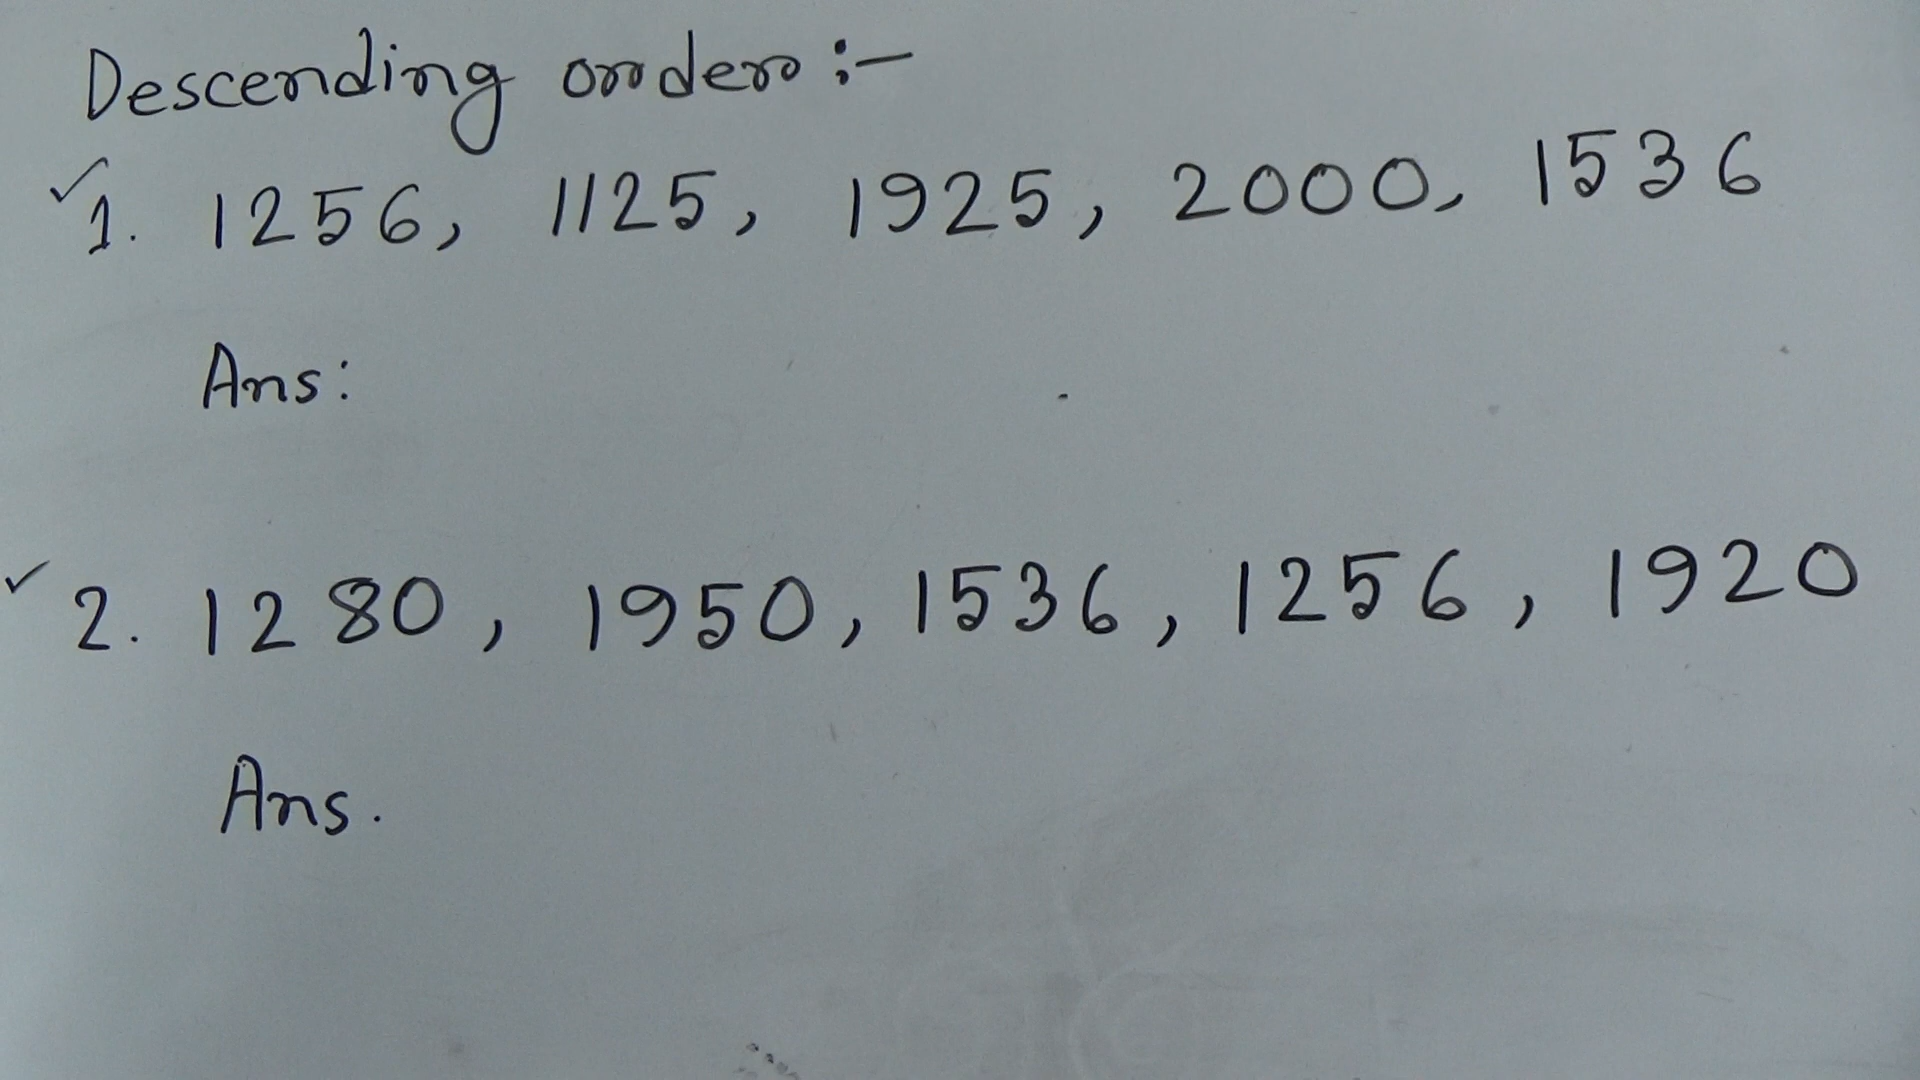 Descending order :-
✓1. 1256, 1125, 1925, 2000, 1536
Ans:
✓2. 1280, 1950, 1536, 1256, 1920
Ans.